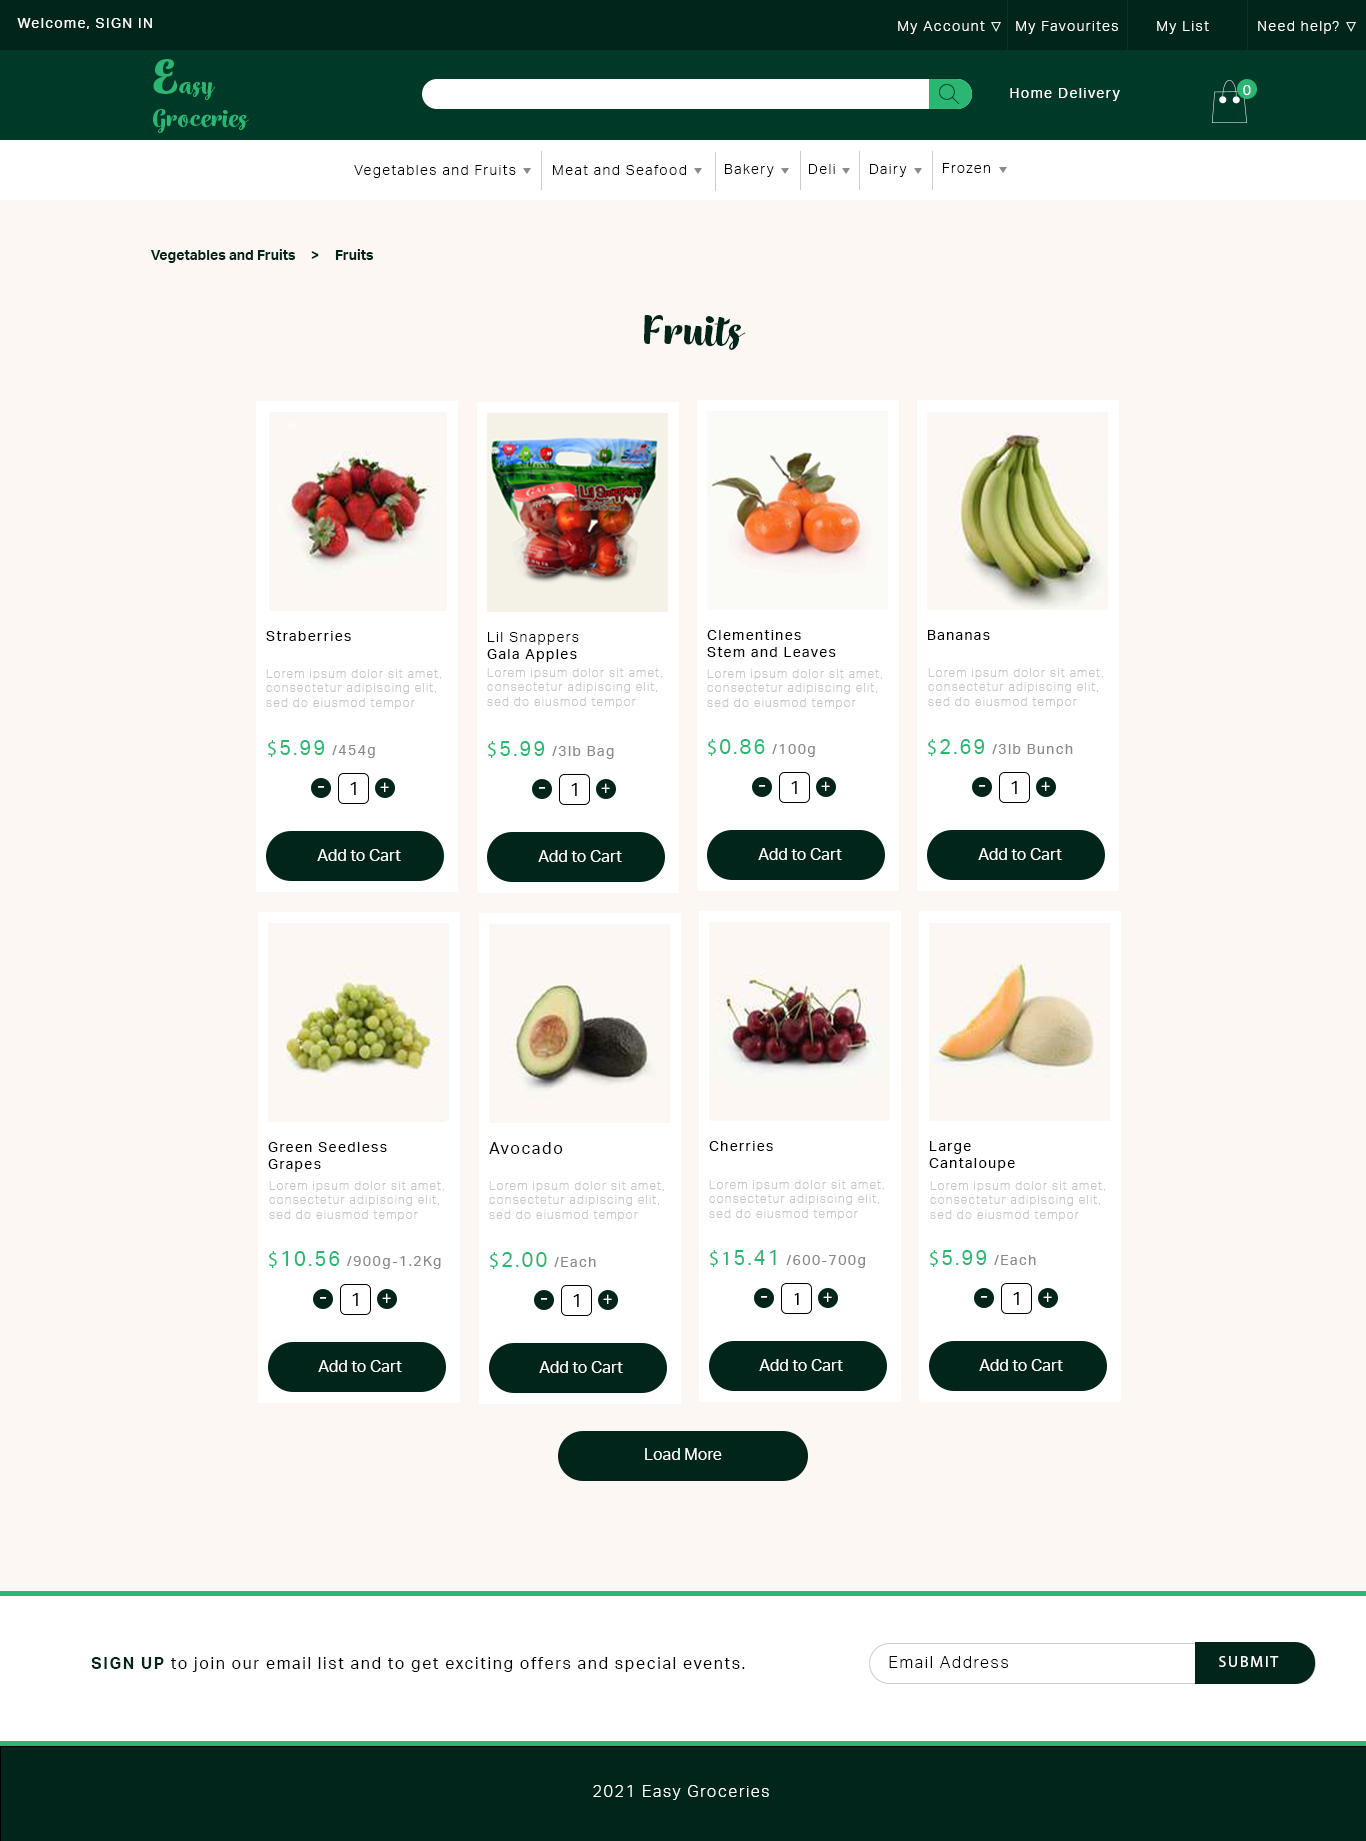 Welcome, SIGN IN
My Account ▽
My Favourites
My List
Need help? ▽
Easy
Groceries
Home Delivery
0
Vegetables and Fruits
Meat and Seafood
Bakery
Deli
Dairy
Frozen
Vegetables and Fruits > Fruits
Fruits
GALA
Lil Snappers
Straberries
Lorem ipsum dolor sit amet,
consectetur adipiscing elit,
sed do eiusmod tempor
$5.99 /454g
- 1 +
Add to Cart
Lil Snappers
Gala Apples
Lorem ipsum dolor sit amet,
consectetur adipiscing elit,
sed do eiusmod tempor
$5.99 /3lb Bag
- 1 +
Add to Cart
Clementines
Stem and Leaves
Lorem ipsum dolor sit amet,
consectetur adipiscing elit,
sed do eiusmod tempor
$0.86 /100g
- 1 +
Add to Cart
Bananas
Lorem ipsum dolor sit amet,
consectetur adipiscing elit,
sed do eiusmod tempor
$2.69 /3lb Bunch
- 1 +
Add to Cart
Green Seedless
Grapes
Lorem ipsum dolor sit amet,
consectetur adipiscing elit,
sed do eiusmod tempor
$10.56 /900g-1.2Kg
- 1 +
Add to Cart
Avocado
Lorem ipsum dolor sit amet,
consectetur adipiscing elit,
sed do eiusmod tempor
$2.00 /Each
- 1 +
Add to Cart
Cherries
Lorem ipsum dolor sit amet,
consectetur adipiscing elit,
sed do eiusmod tempor
$15.41 /600-700g
- 1 +
Add to Cart
Large
Cantaloupe
Lorem ipsum dolor sit amet,
consectetur adipiscing elit,
sed do eiusmod tempor
$5.99 /Each
- 1 +
Add to Cart
Load More
SIGN UP to join our email list and to get exciting offers and special events.
Email Address
SUBMIT
2021 Easy Groceries